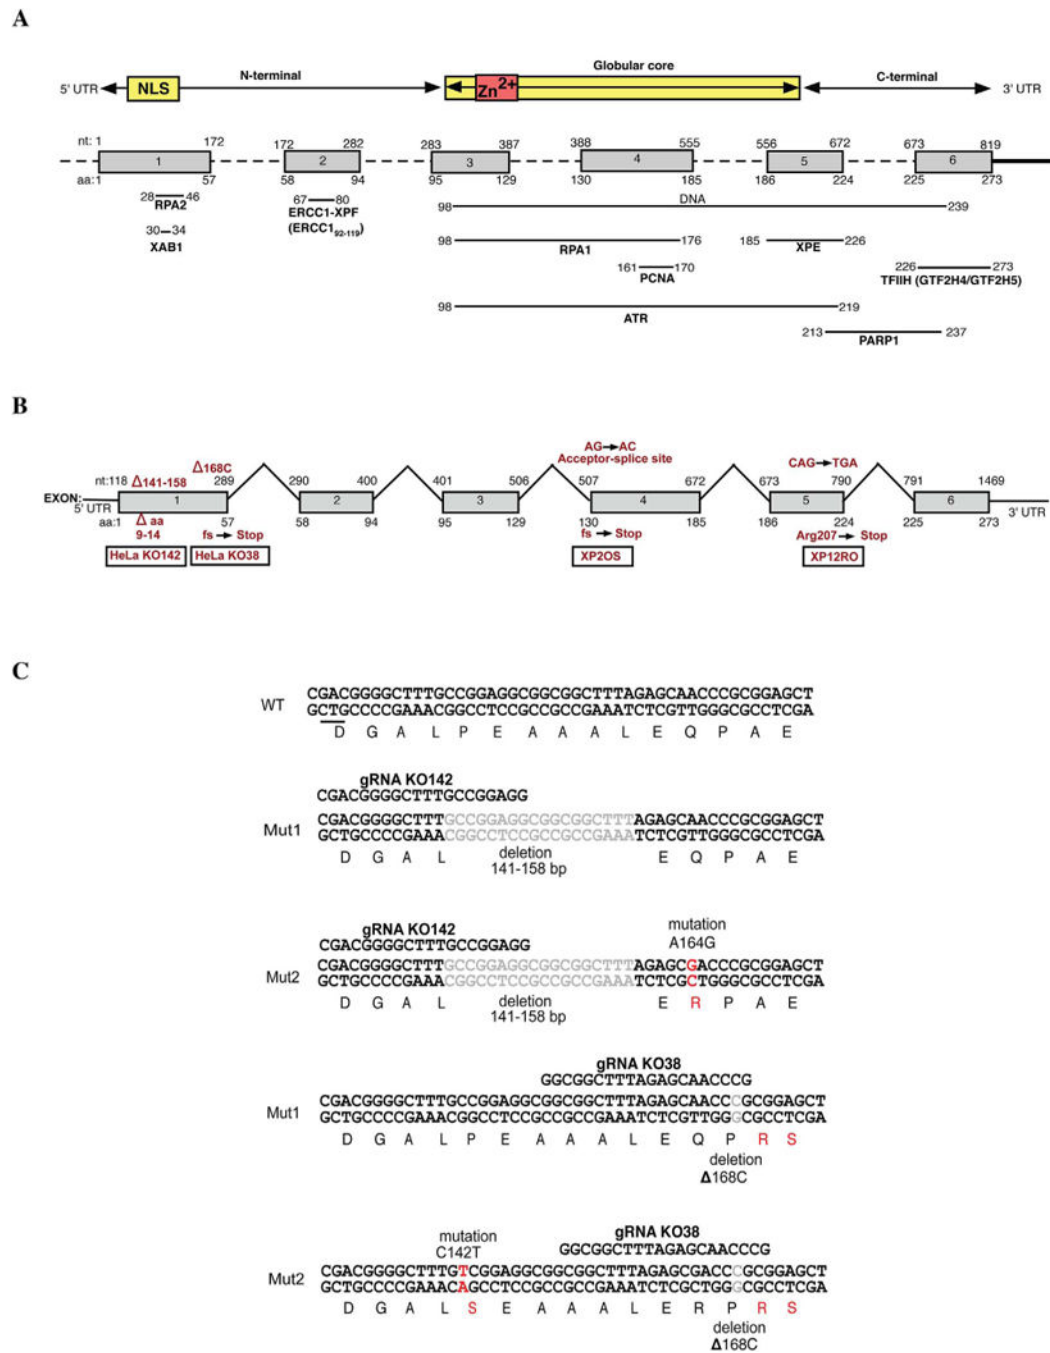 A
5' UTR
NLS
N-terminal
Zn2+
Globular core
C-terminal
3' UTR
nt: 1 172 172 282 283 387 388 555 556 672 673 819
1 2 3 4 5 6
aa:1 57 58 94 95 129 130 185 186 224 225 273
28 46
RPA2
67 80
ERCC1-XPF
(ERCC1 92-119)
30 34
XAB1
98 DNA 239
98 176
RPA1
185 XPE 226
161 170
PCNA
226 273
TFIIH (GTF2H4/GTF2H5)
98 219
ATR
213 237
PARP1
B
AG→AC
Acceptor-splice site
CAG→TGA
Δ168C
nt:118 Δ141-158 289 290 400 401 506 507 672 673 790 791 1469
EXON: 1 2 3 4 5 6
5' UTR
3' UTR
aa:1 57 58 94 95 129 130 185 186 224 225 273
Δ aa
9-14
fs → Stop
fs → Stop
Arg207 → Stop
HeLa KO142
HeLa KO38
XP2OS
XP12RO
C
WT
CGACGGGGCTTTGCCGGAGGCGGCGGCTTTAGAGCAACCCGCGGAGCT
GCTGCCCCGAAACGGCCTCCGCCGCCGAAATCTCGTTGGGCGCCTCGA
D G A L P E A A A L E Q P A E
gRNA KO142
CGACGGGGCTTTGCCGGAGG
Mut1
CGACGGGGCTTTGCCGGAGGCGGCGGCTTTAGAGCAACCCGCGGAGCT
GCTGCCCCGAAACGGCCTCCGCCGCCGAAATCTCGTTGGGCGCCTCGA
D G A L E Q P A E
deletion
141-158 bp
gRNA KO142
mutation
A164G
CGACGGGGCTTTGCCGGAGG
Mut2
CGACGGGGCTTTGCCGGAGGCGGCGGCTTTAGAGCGACCCGCGGAGCT
GCTGCCCCGAAACGGCCTCCGCCGCCGAAATCTCGCTGGGCGCCTCGA
D G A L E R P A E
deletion
141-158 bp
gRNA KO38
GGCGGCTTTAGAGCAACCCG
Mut1
CGACGGGGCTTTGCCGGAGGCGGCGGCTTTAGAGCAACCCGCGGAGCT
GCTGCCCCGAAACGGCCTCCGCCGCCGAAATCTCGTTGGGCGCCTCGA
D G A L P E A A A L E Q P R S
deletion
Δ168C
mutation
C142T
gRNA KO38
GGCGGCTTTAGAGCAACCCG
Mut2
CGACGGGGCTTTGTCGGAGGCGGCGGCTTTAGAGCGACCCGCGGAGCT
GCTGCCCCGAAACAGCCTCCGCCGCCGAAATCTCGCTGGGCGCCTCGA
D G A L S E A A A L E R P R S
deletion
Δ168C